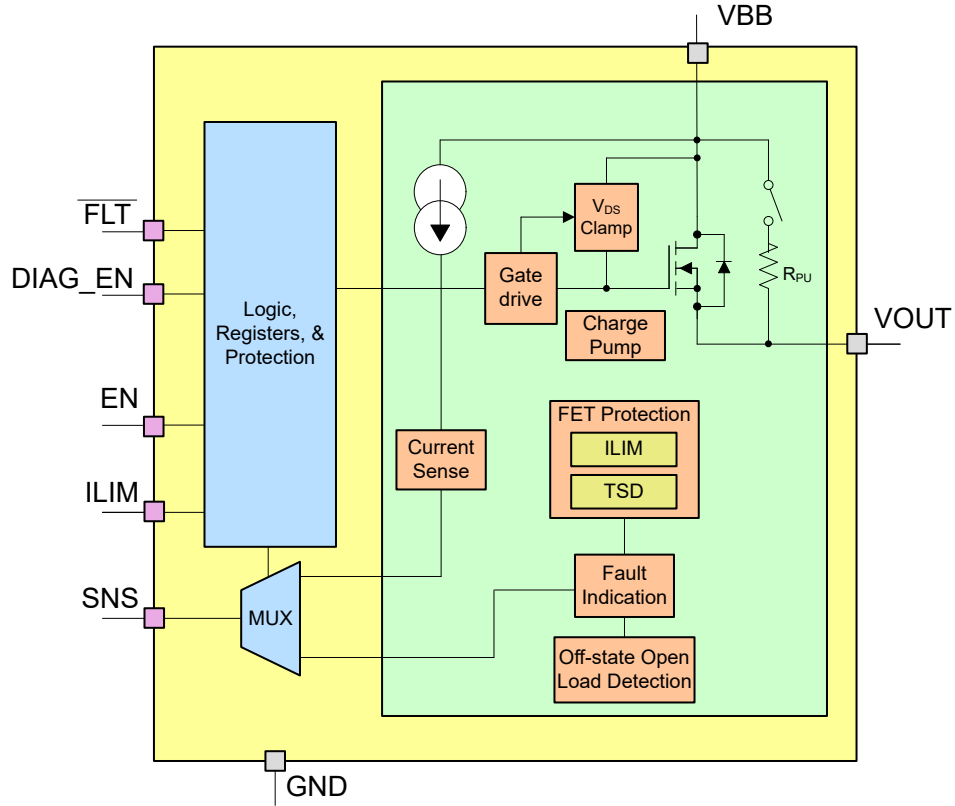 VBB
FLT
DIAG_EN
EN
ILIM
SNS
GND
VOUT
Logic,
Registers, &
Protection
MUX
Gate
drive
VDS
Clamp
RPU
Charge
Pump
Current
Sense
FET Protection
ILIM
TSD
Fault
Indication
Off-state Open
Load Detection